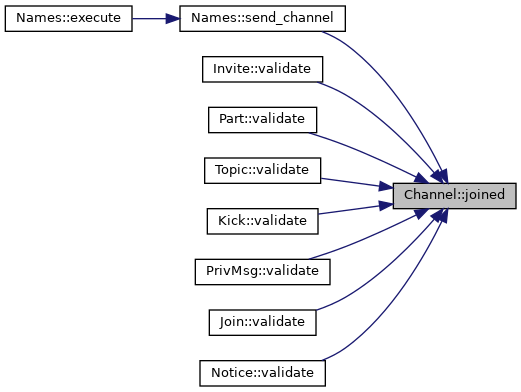 Names::execute
Names::send_channel
Invite::validate
Part::validate
Topic::validate
Channel::joined
Kick::validate
PrivMsg::validate
Join::validate
Notice::validate